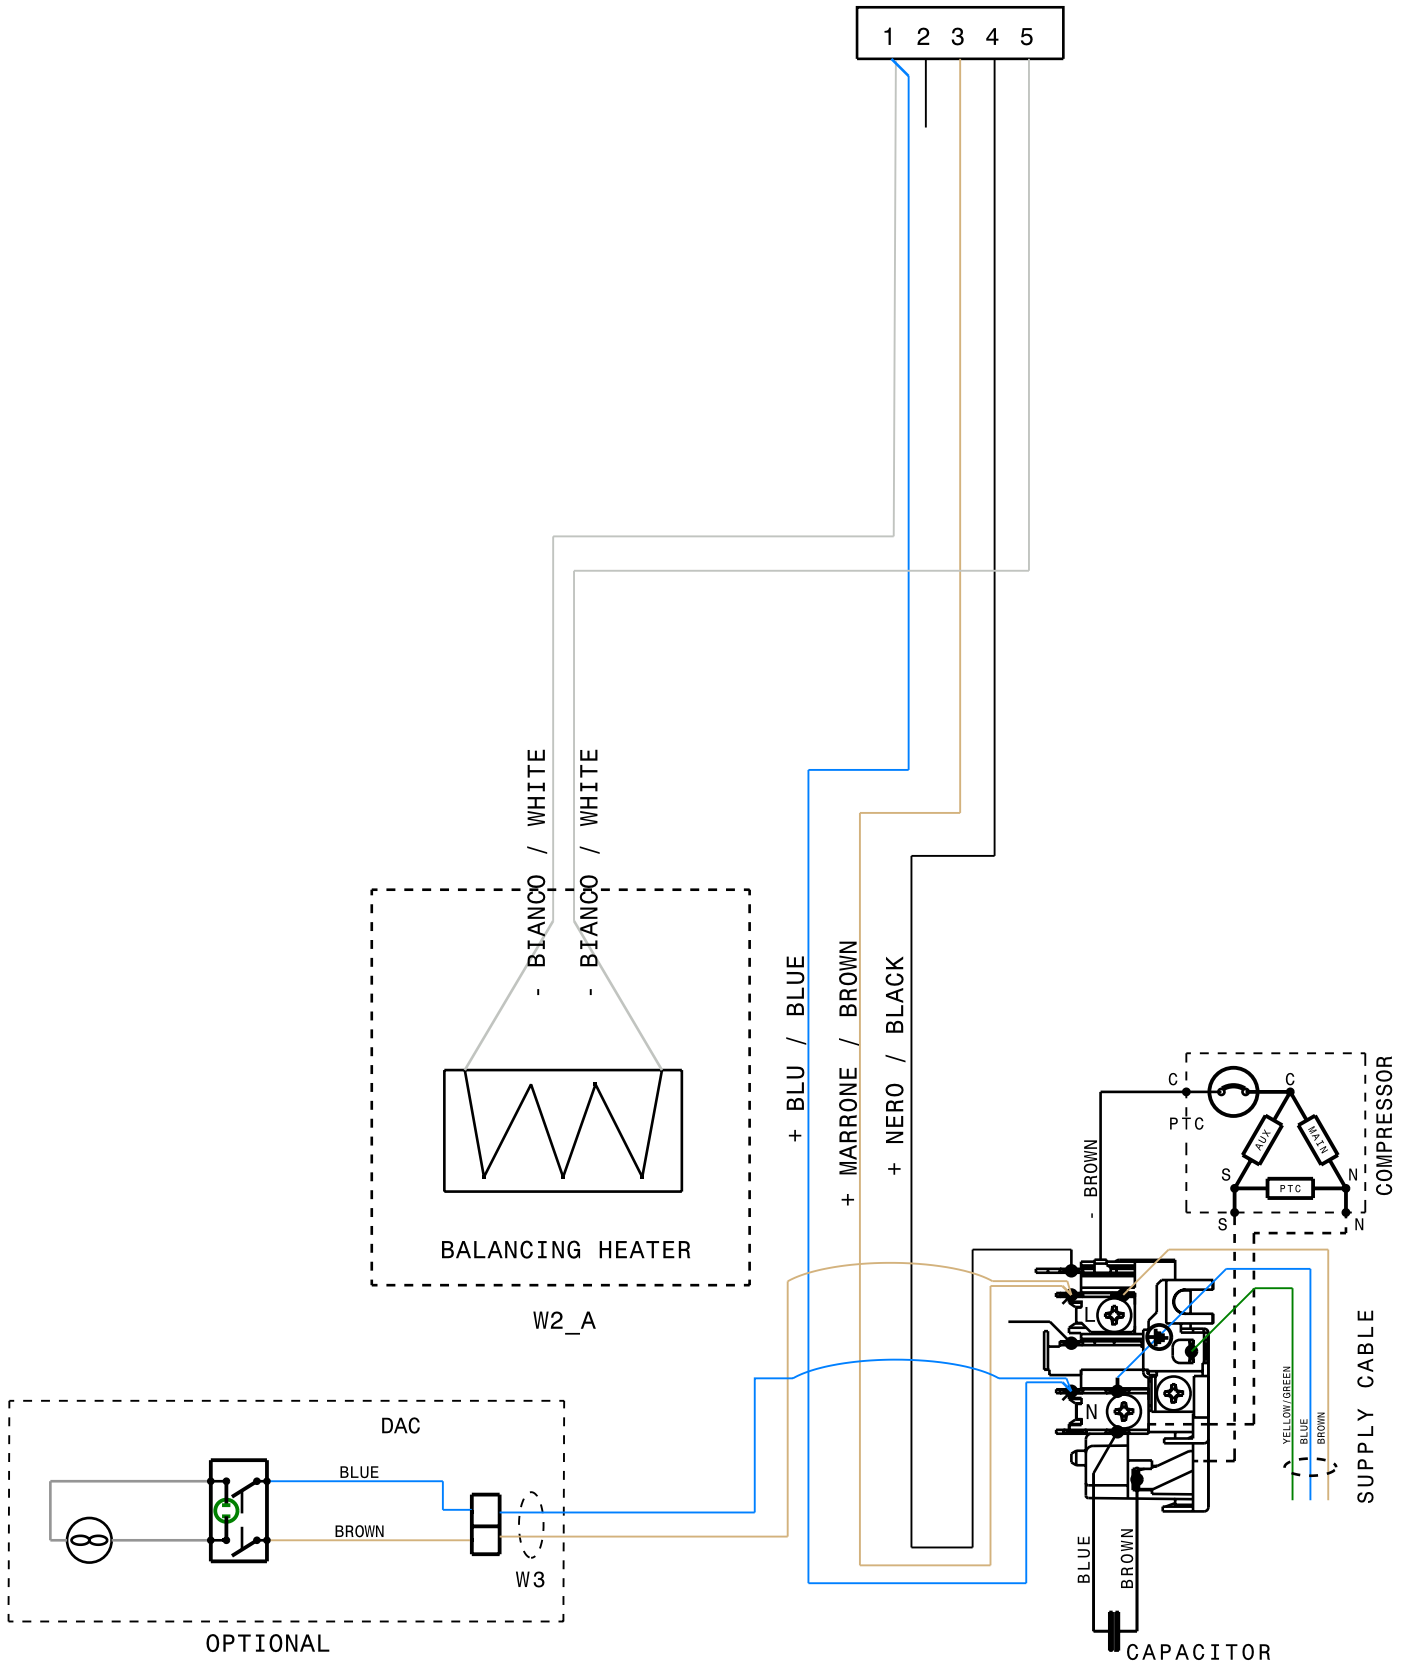 1 2 3 4 5
- BIANCO / WHITE
- BIANCO / WHITE
+ BLU / BLUE
+ MARRONE / BROWN
+ NERO / BLACK
BALANCING HEATER
W2_A
C
C
PTC
AUX
MAIN
S
PTC
N
S
N
COMPRESSOR
- BROWN
L
N
YELLOW/GREEN
BLUE
BROWN
SUPPLY CABLE
DAC
BLUE
BROWN
W3
OPTIONAL
BLUE
BROWN
CAPACITOR